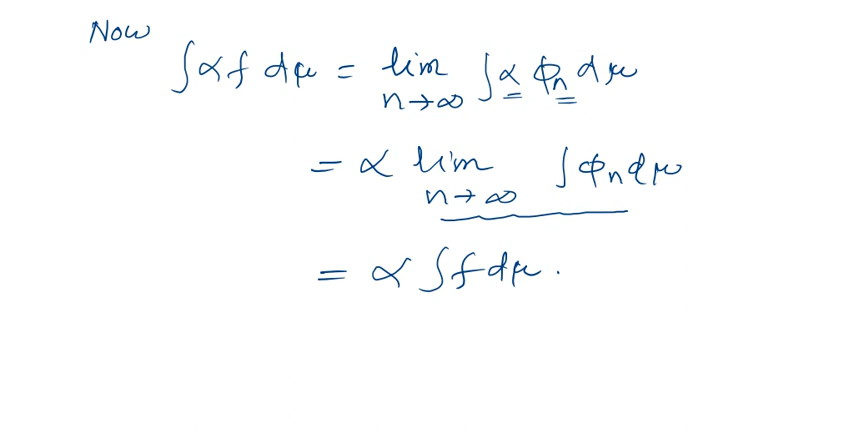 Now
∫αf dμ = lim n→∞ ∫α ϕn dμ
= α lim n→∞ ∫ϕn dμ
= α ∫f dμ.